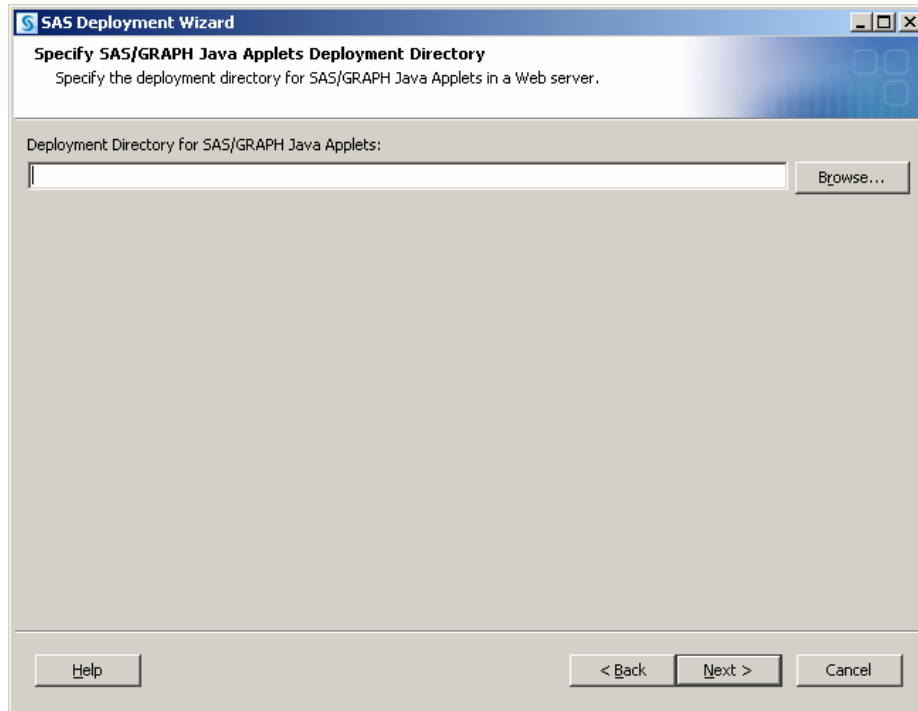 SAS Deployment Wizard
Specify SAS/GRAPH Java Applets Deployment Directory
Specify the deployment directory for SAS/GRAPH Java Applets in a Web server.
Deployment Directory for SAS/GRAPH Java Applets:
Browse...
Help
< Back
Next >
Cancel